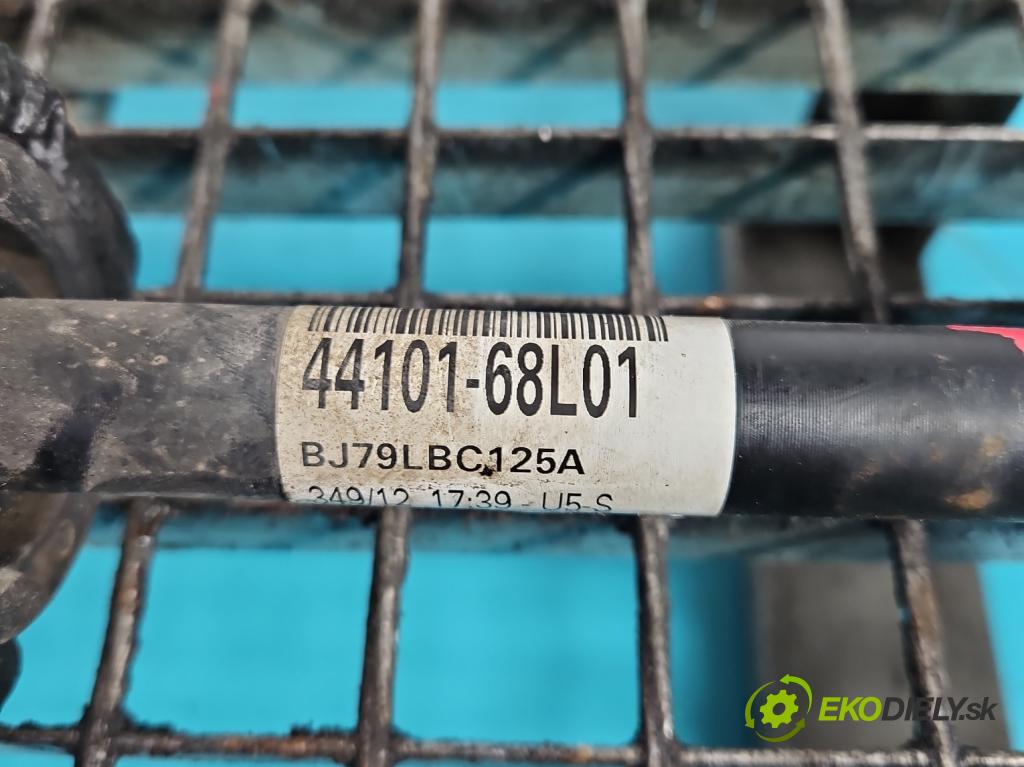 44101-68L01
BJ79LBC125A
349/12 17:39 - U5-S
EKODIELY.sk